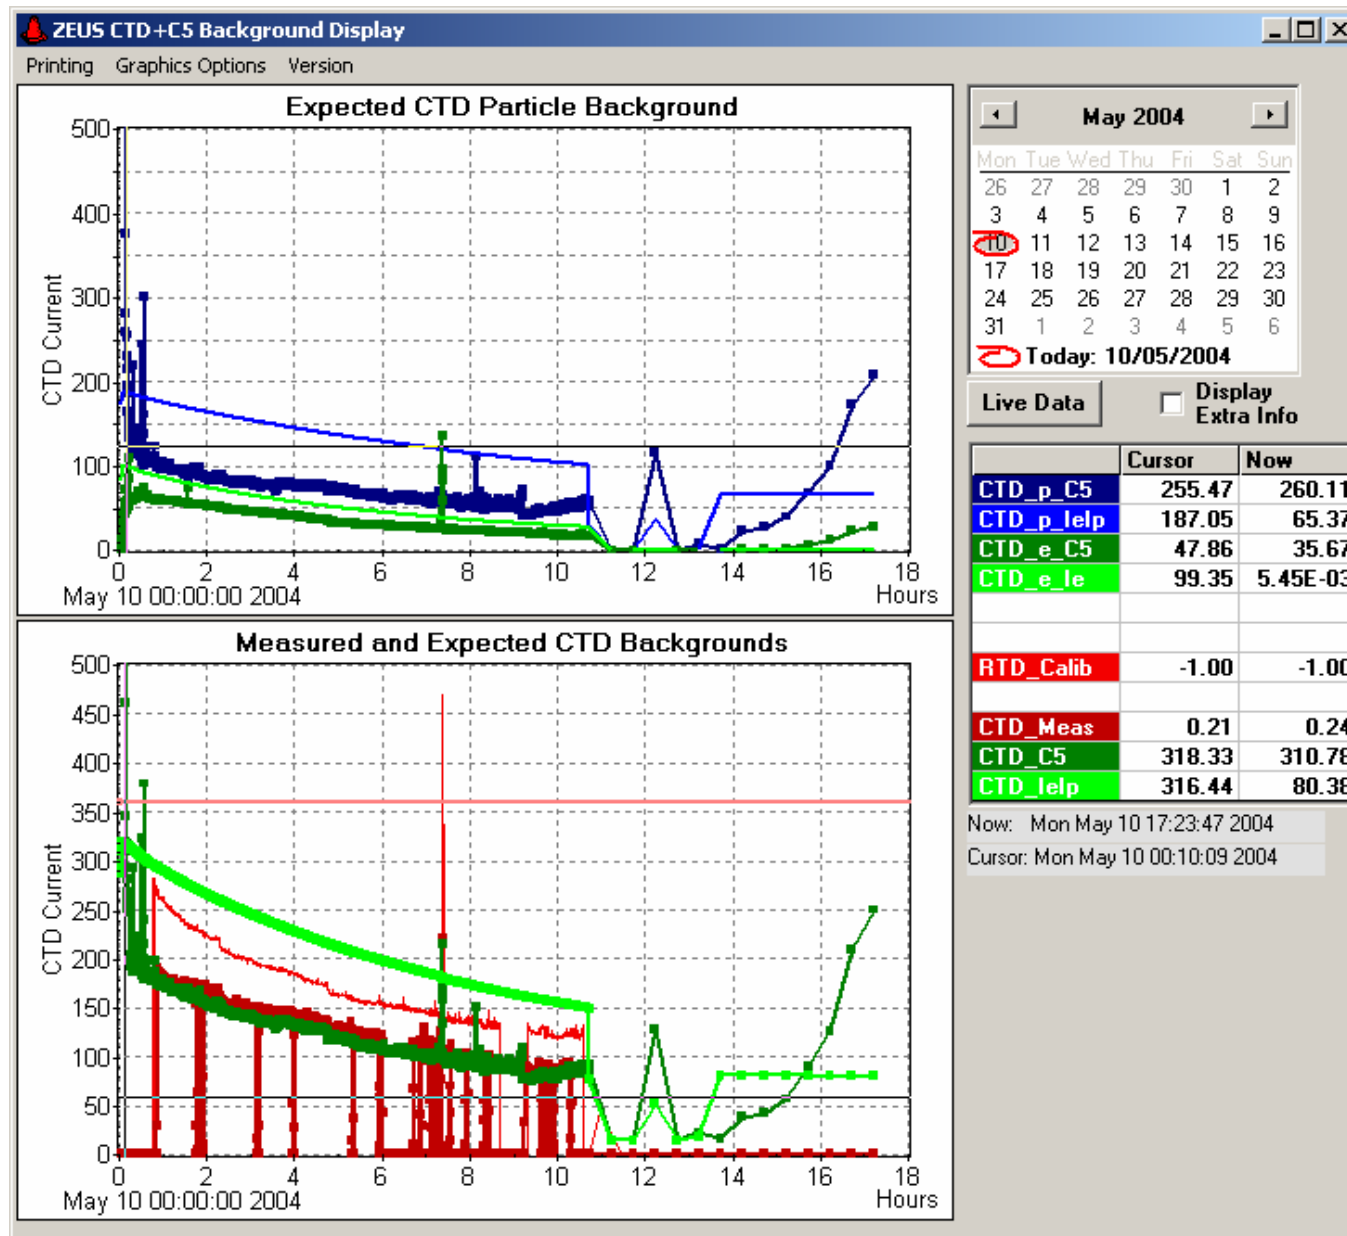 ZEUS CTD+C5 Background Display
Printing Graphics Options Version
Expected CTD Particle Background
500
400
300
200
100
0
CTD Current
0 2 4 6 8 10 12 14 16 18
May 10 00:00:00 2004 Hours
Measured and Expected CTD Backgrounds
500
450
400
350
300
250
200
150
100
50
0
CTD Current
0 2 4 6 8 10 12 14 16 18
May 10 00:00:00 2004 Hours
May 2004
Mon Tue Wed Thu Fri Sat Sun
26 27 28 29 30 1 2
3 4 5 6 7 8 9
10 11 12 13 14 15 16
17 18 19 20 21 22 23
24 25 26 27 28 29 30
31 1 2 3 4 5 6
Today: 10/05/2004
Live Data
Display
Extra Info
Cursor Now
CTD_p_C5 255.47 260.11
CTD_p_IeIp 187.05 65.37
CTD_e_C5 47.86 35.67
CTD_e_Ie 99.35 5.45E-03
RTD_Calib -1.00 -1.00
CTD_Meas 0.21 0.24
CTD_C5 318.33 310.78
CTD_IeIp 316.44 80.38
Now: Mon May 10 17:23:47 2004
Cursor: Mon May 10 00:10:09 2004